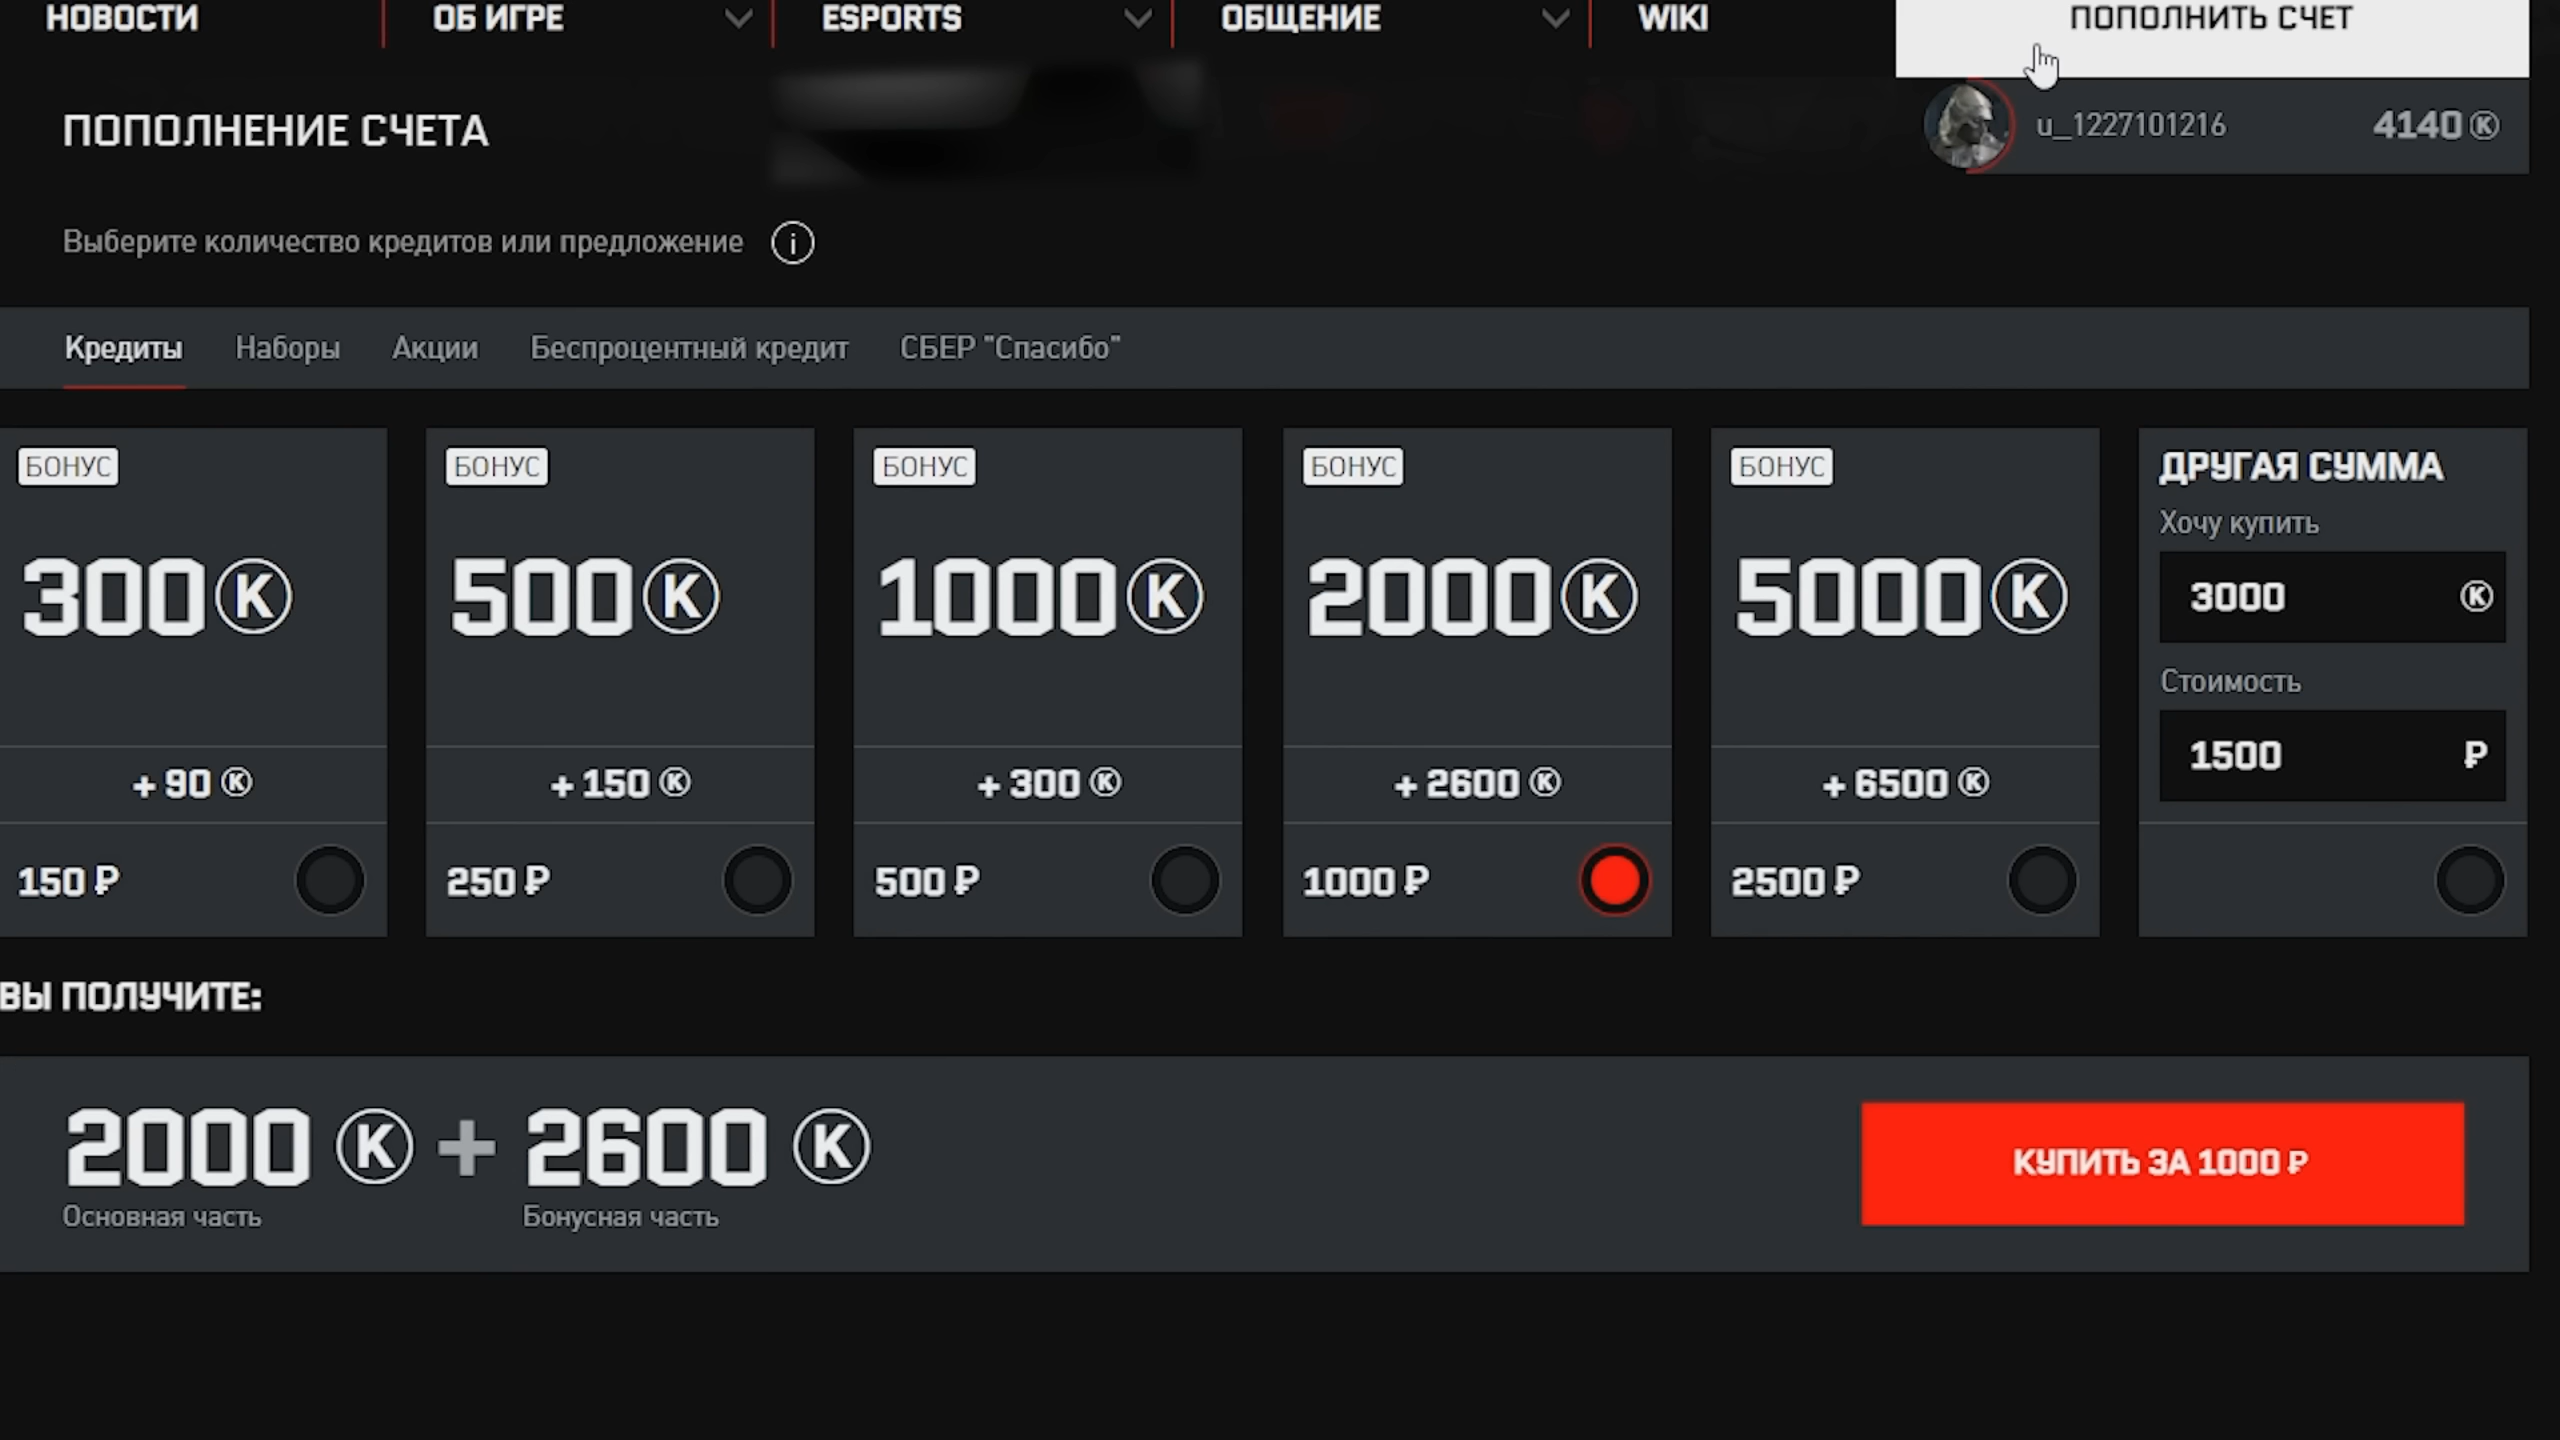 НОВОСТИ ОБ ИГРЕ ESPORTS ОБЩЕНИЕ WIKI ПОПОЛНИТЬ СЧЕТ
ПОПОЛНЕНИЕ СЧЕТА
u_1227101216 4140 K
Выберите количество кредитов или предложение i
Кредиты Наборы Акции Беспроцентный кредит СБЕР "Спасибо"
БОНУС БОНУС БОНУС БОНУС БОНУС ДРУГАЯ СУММА
Хочу купить
300 K 500 K 1000 K 2000 K 5000 K 3000 K
Стоимость
+ 90 K + 150 K + 300 K + 2600 K + 6500 K 1500 ₽
150 ₽ 250 ₽ 500 ₽ 1000 ₽ 2500 ₽
ВЫ ПОЛУЧИТЕ:
2000 K + 2600 K
Основная часть Бонусная часть
КУПИТЬ ЗА 1000 ₽